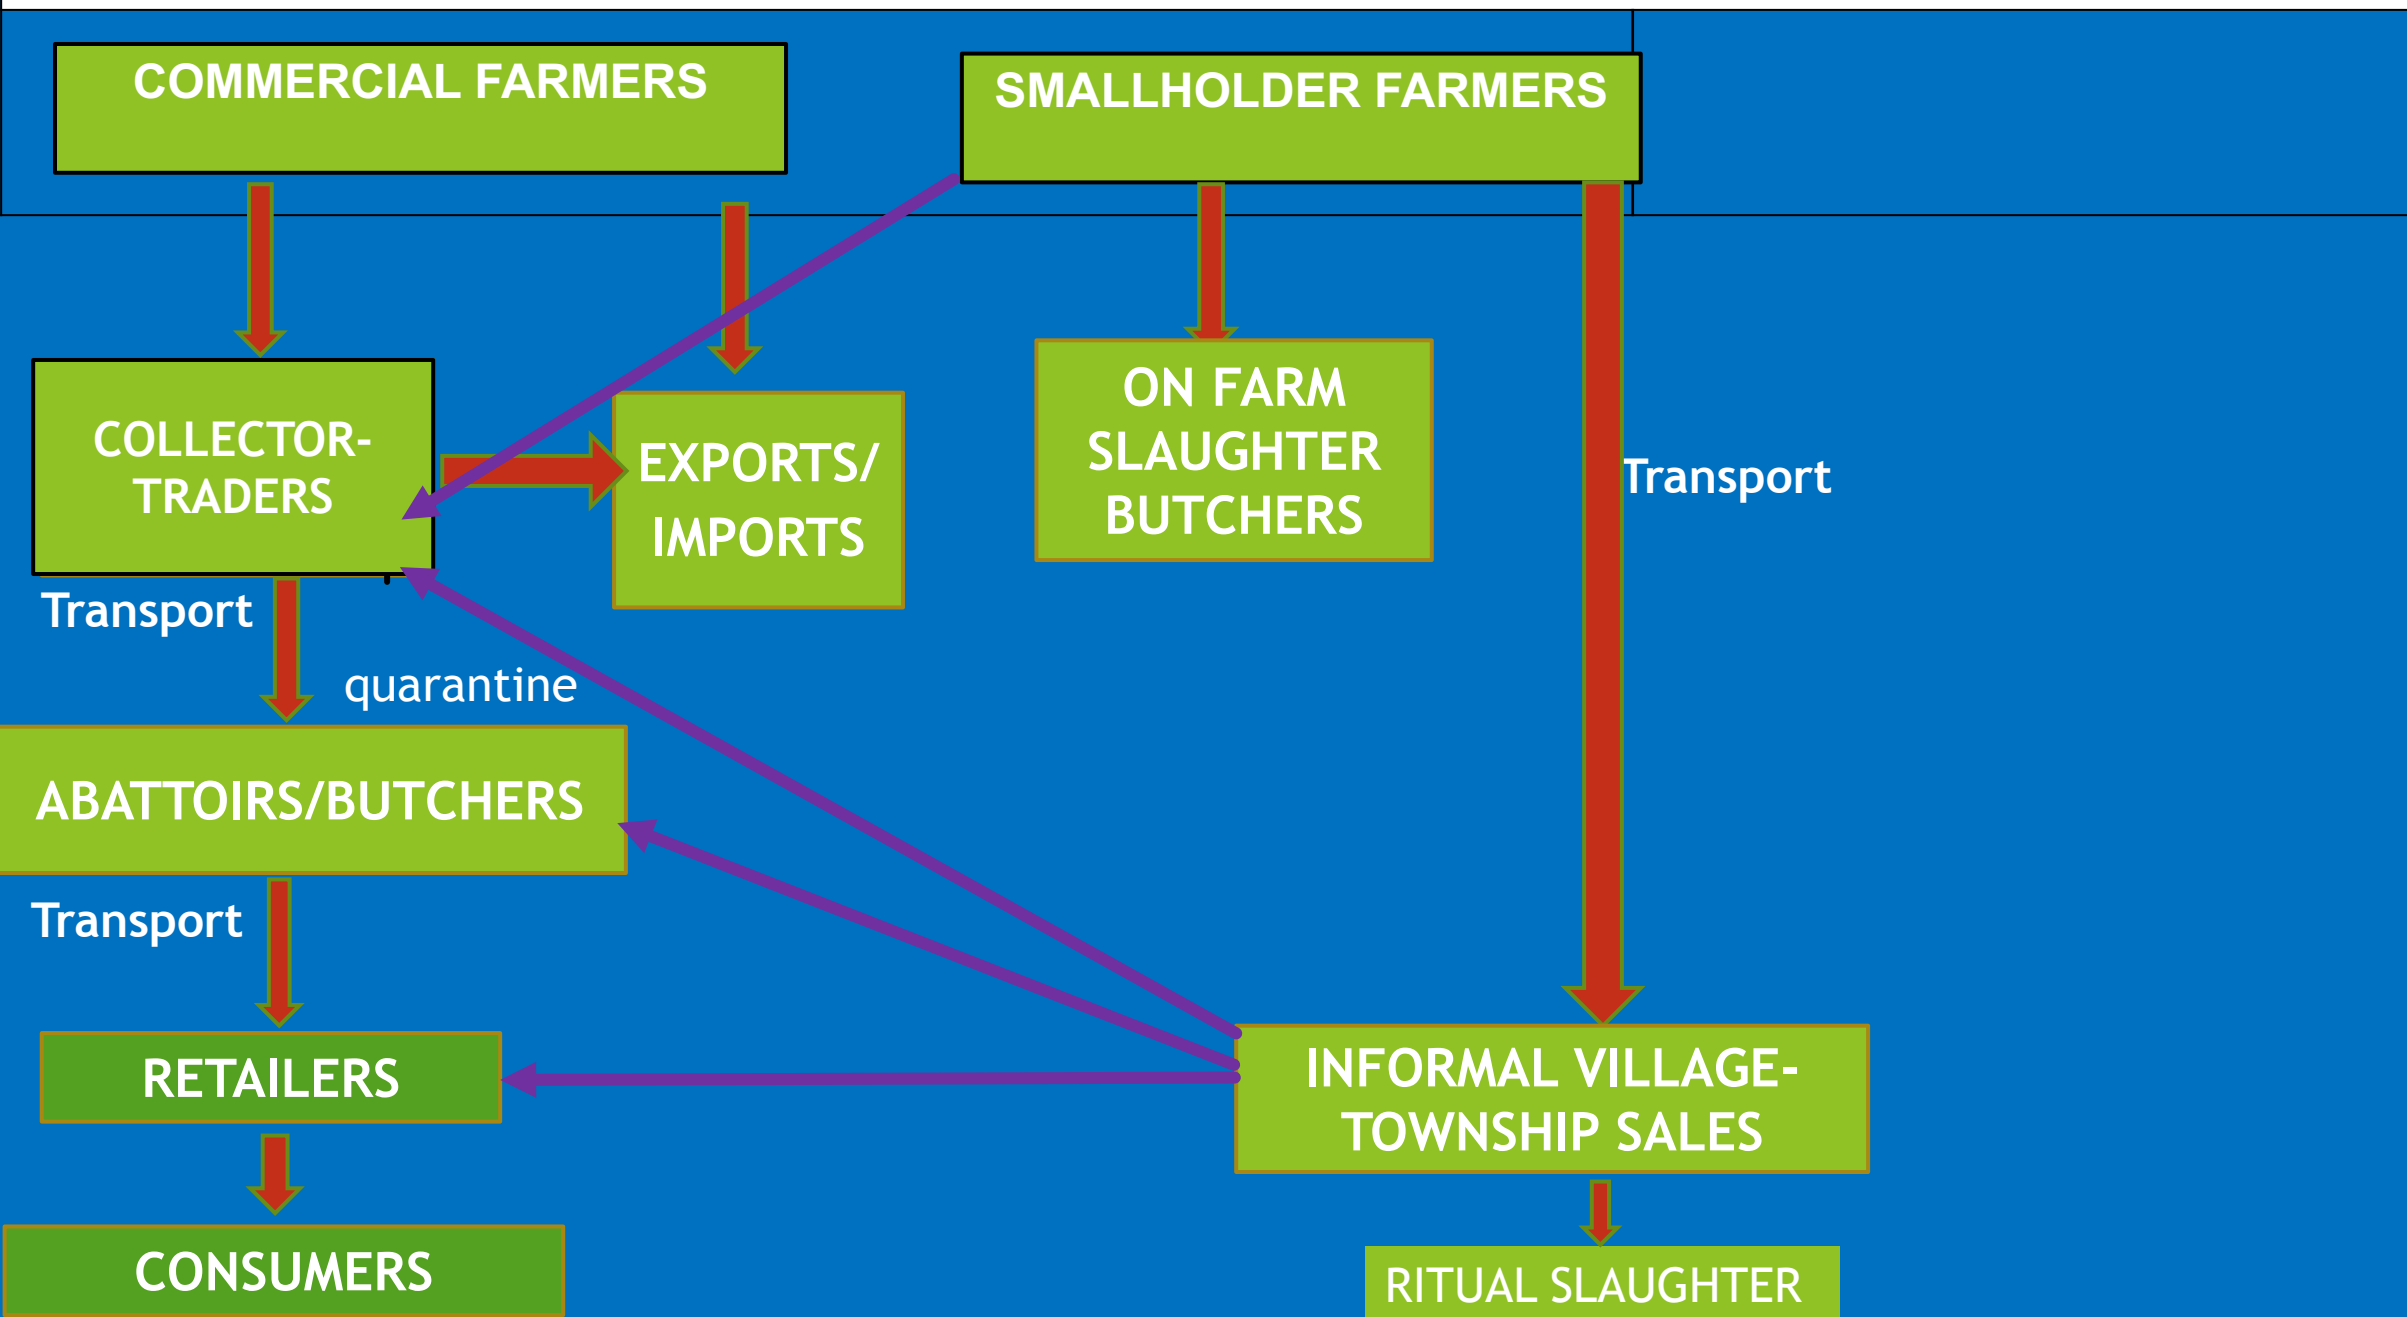 COMMERCIAL FARMERS
SMALLHOLDER FARMERS
COLLECTOR-
TRADERS
EXPORTS/
IMPORTS
ON FARM
SLAUGHTER
BUTCHERS
Transport
Transport
quarantine
ABATTOIRS/BUTCHERS
Transport
RETAILERS
INFORMAL VILLAGE-
TOWNSHIP SALES
CONSUMERS
RITUAL SLAUGHTER